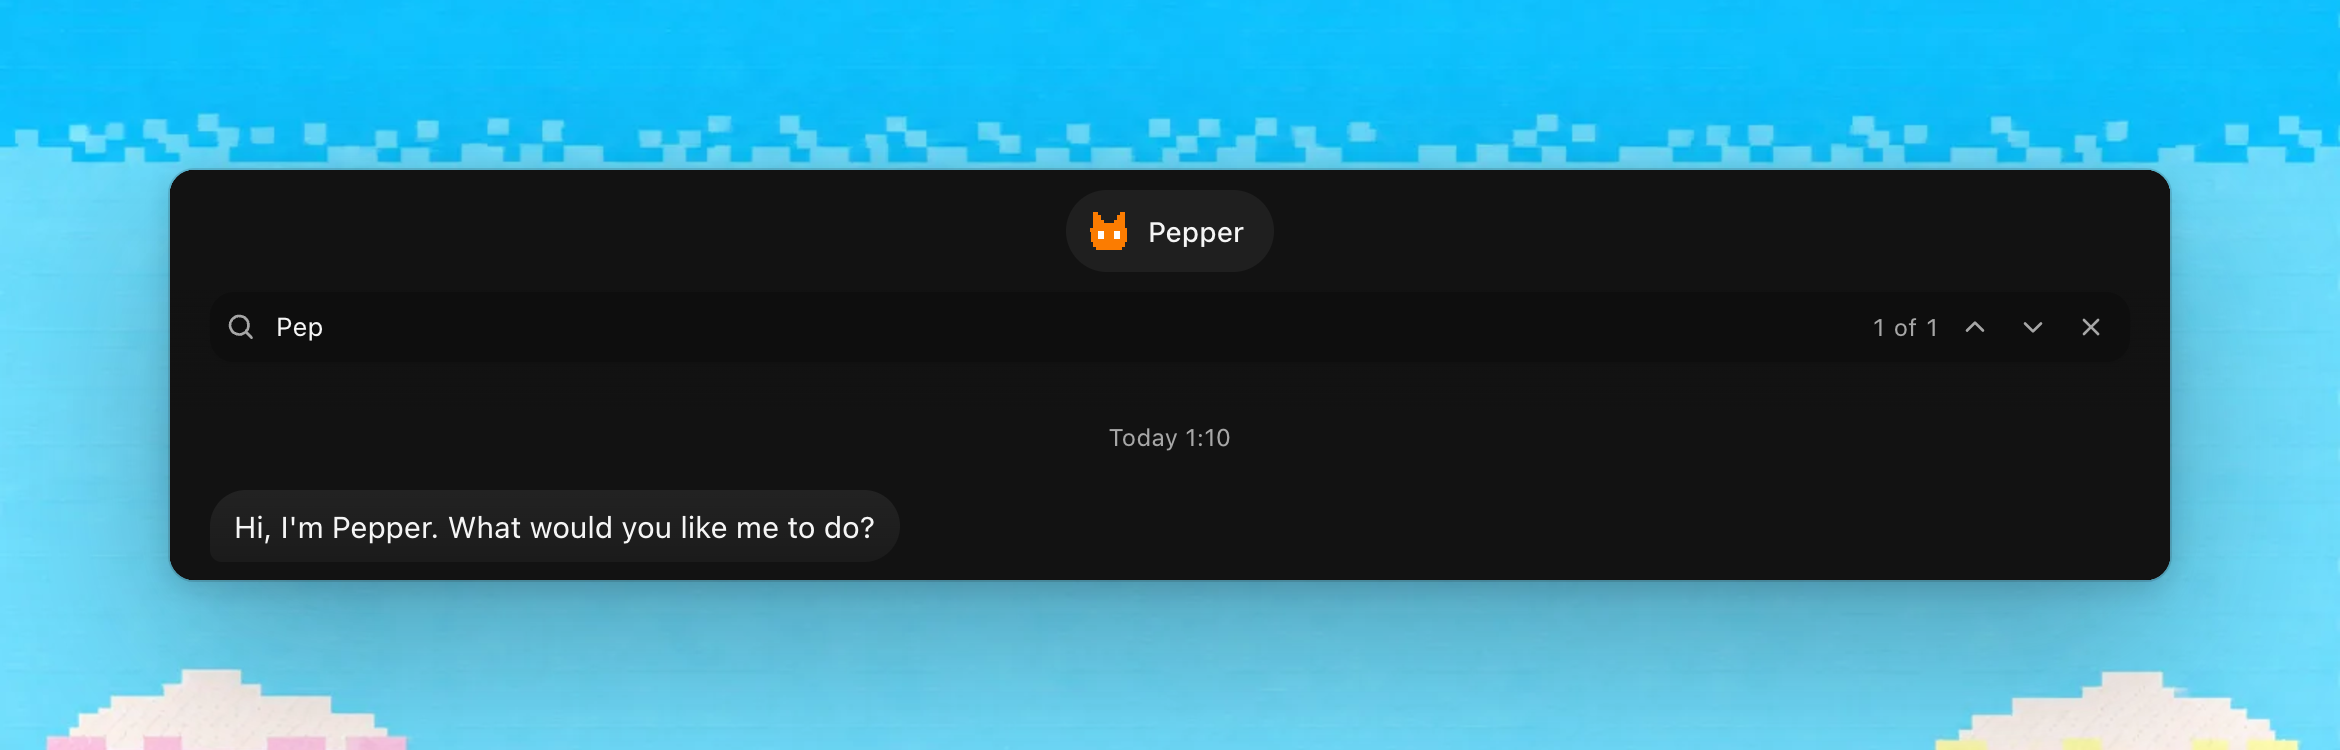 Pepper
Pep
1 of 1
Today 1:10
Hi, I'm Pepper. What would you like me to do?